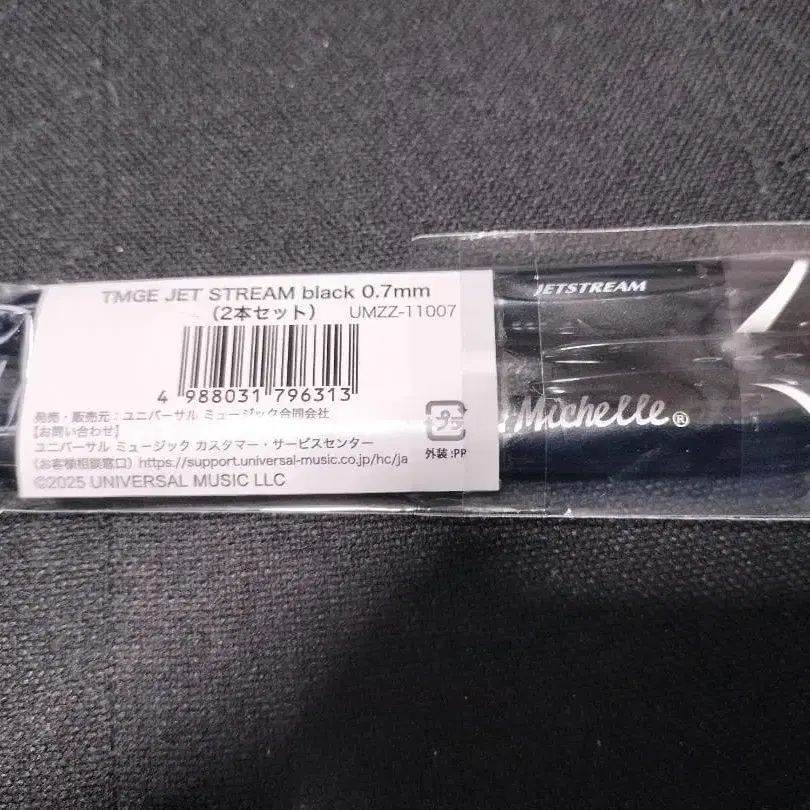 TMGE JET STREAM black 0.7mm
(2本セット) UMZZ-11007
4 988031 796313
発売・販売元:ユニバーサル ミュージック合同会社
【お問い合わせ】
ユニバーサル ミュージック カスタマー・サービスセンター
(お客様相談窓口) https://support.universal-music.co.jp/hc/ja
©2025 UNIVERSAL MUSIC LLC
プラ
外装:PP
JETSTREAM
Michelle®